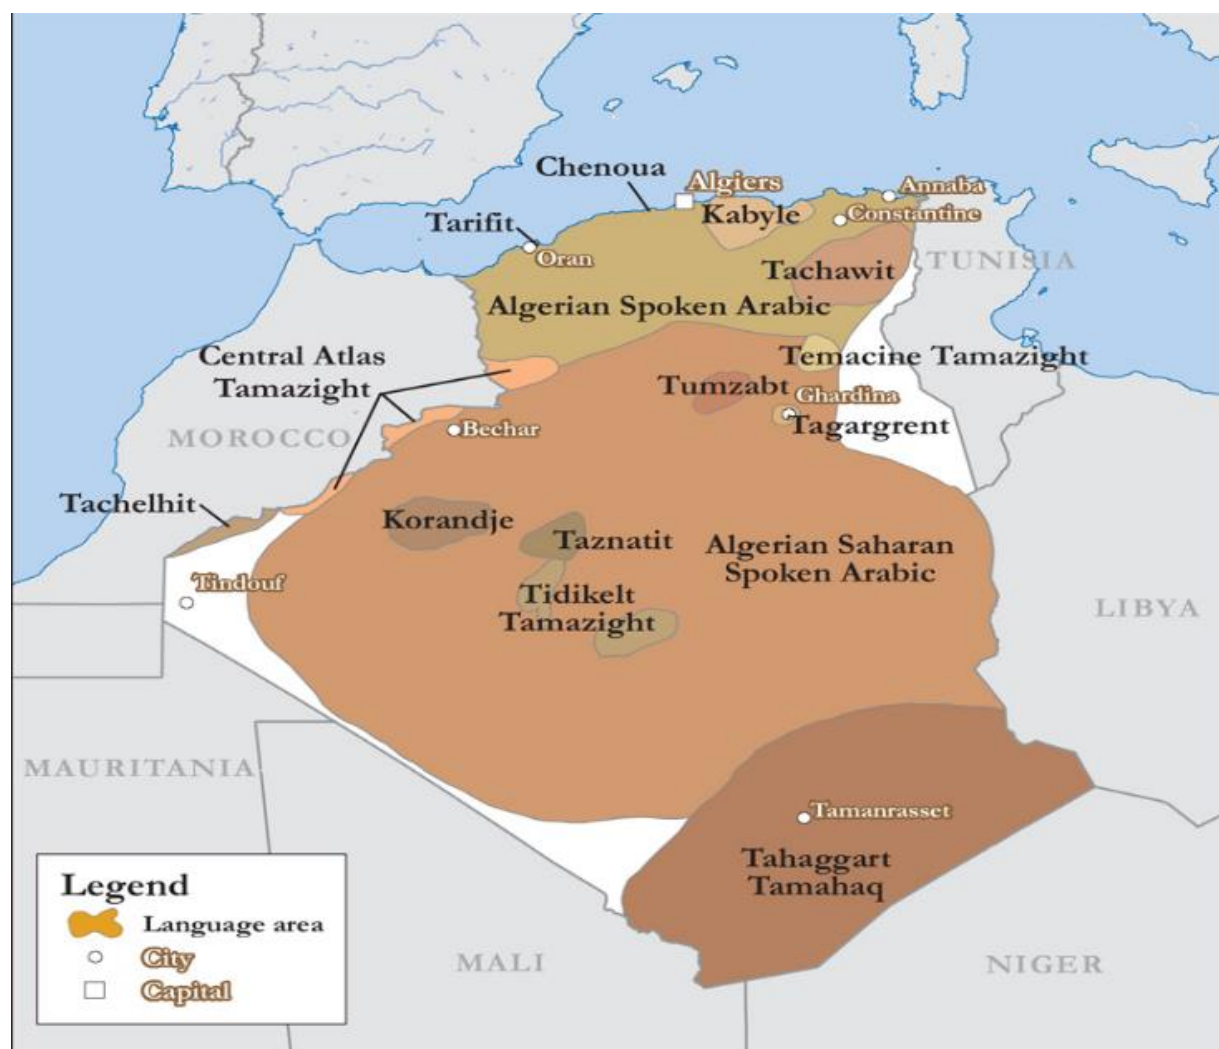 Chenoua
Algiers
Annaba
Kabyle
Constantine
Tarifit
Oran
Tachawit
TUNISIA
Algerian Spoken Arabic
Central Atlas
Tamazight
Temacine Tamazight
Tumzabt
Ghardina
Tagargrent
MOROCCO
Bechar
Tachelhit
Korandje
Taznatit
Algerian Saharan
Spoken Arabic
Tindouf
Tidikelt
Tamazight
LIBYA
MAURITANIA
Tamanrasset
Tahaggart
Tamahaq
MALI
NIGER
Legend
Language area
City
Capital